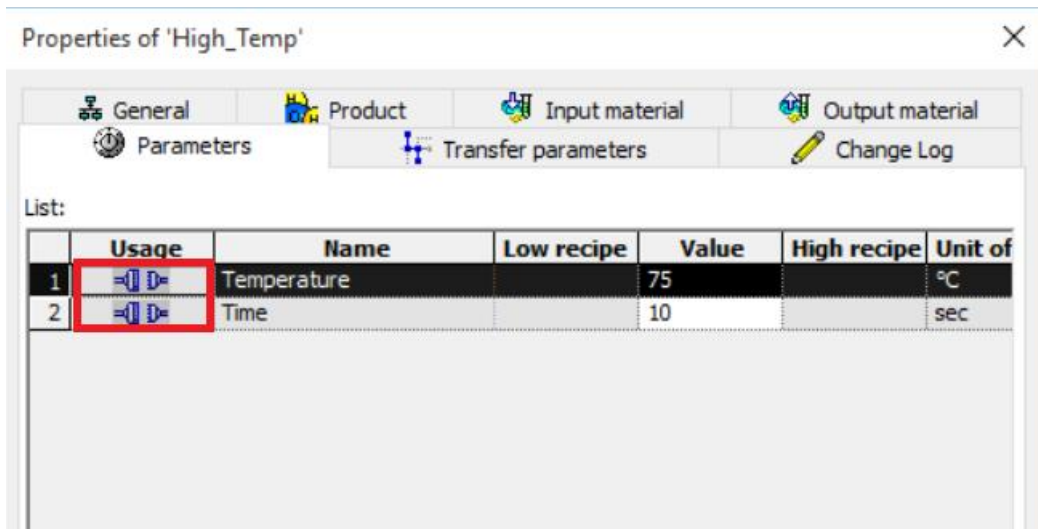 Properties of 'High_Temp'
General Product Input material Output material
Parameters Transfer parameters Change Log
List:
Usage Name Low recipe Value High recipe Unit of
1 Temperature 75 °C
2 Time 10 sec